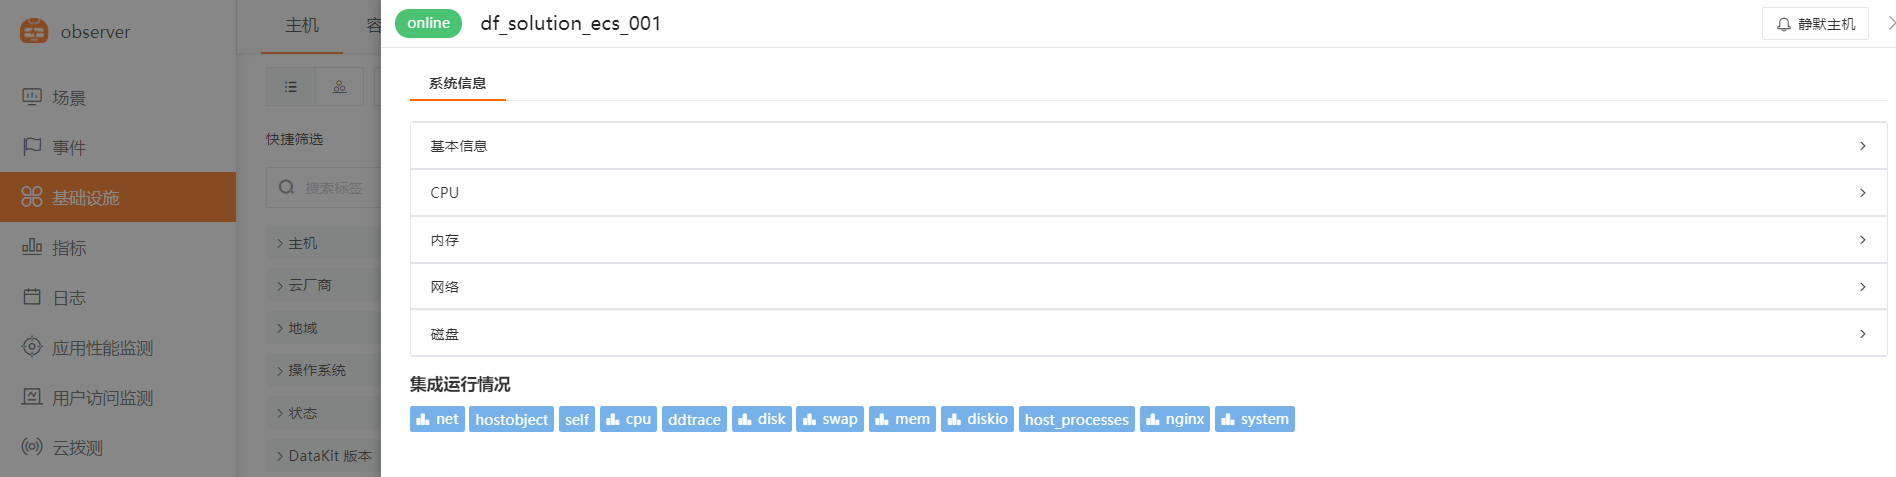 observer
场景
事件
基础设施
指标
日志
应用性能监测
用户访问监测
云拨测
主机
快捷筛选
搜索标签
主机
云厂商
地域
操作系统
状态
DataKit 版本
online df_solution_ecs_001 静默主机
系统信息
基本信息
CPU
内存
网络
磁盘
集成运行情况
net hostobject self cpu ddtrace disk swap mem diskio host_processes nginx system